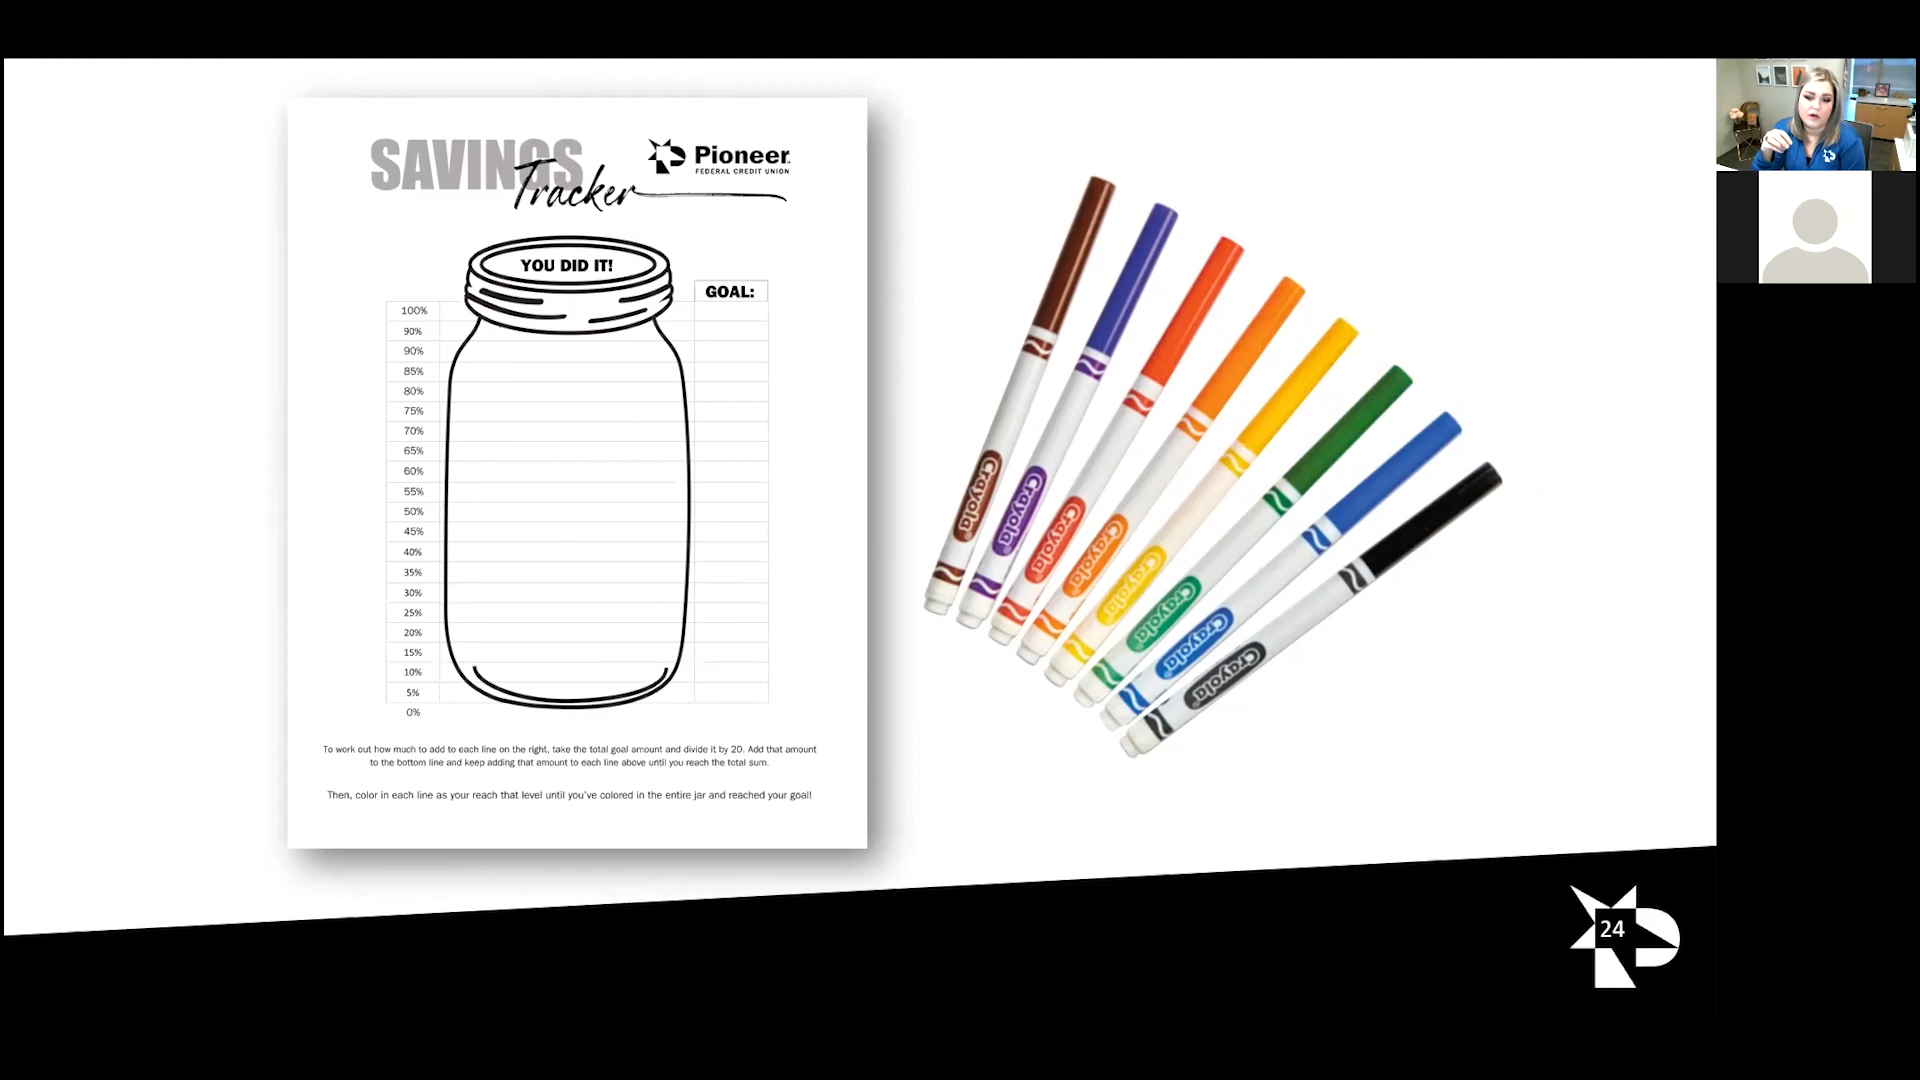 SAVINGS
Tracker
Pioneer
FEDERAL CREDIT UNION
YOU DID IT!
GOAL:
100%
90%
90%
85%
80%
75%
70%
65%
60%
55%
50%
45%
40%
35%
30%
25%
20%
15%
10%
5%
0%
To work out how much to add to each line on the right, take the total goal amount and divide it by 20. Add that amount
to the bottom line and keep adding that amount to each line above until you reach the total sum.
Then, color in each line as your reach that level until you've colored in the entire jar and reached your goal!
Crayola
Crayola
Crayola
Crayola
Crayola
Crayola
Crayola
Crayola
24